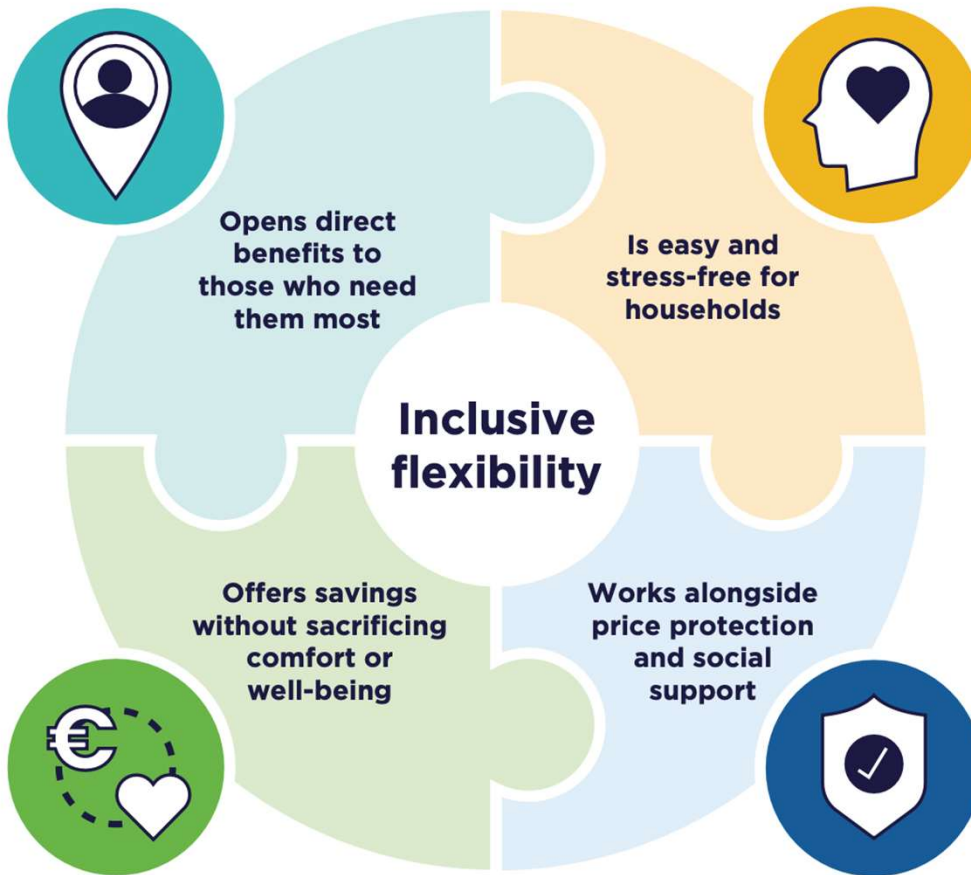 Opens direct
benefits to
those who need
them most
Is easy and
stress-free for
households
Inclusive
flexibility
Offers savings
without sacrificing
comfort or
well-being
Works alongside
price protection
and social
support
€